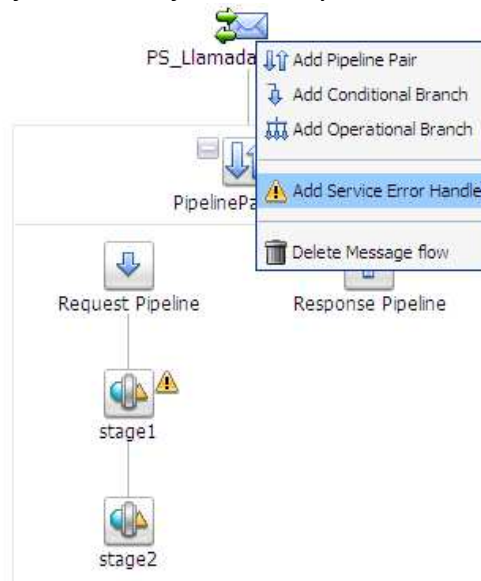 PS_Llamada
Add Pipeline Pair
Add Conditional Branch
Add Operational Branch
Add Service Error Handle
Delete Message flow
PipelinePa
Request Pipeline
Response Pipeline
stage1
stage2